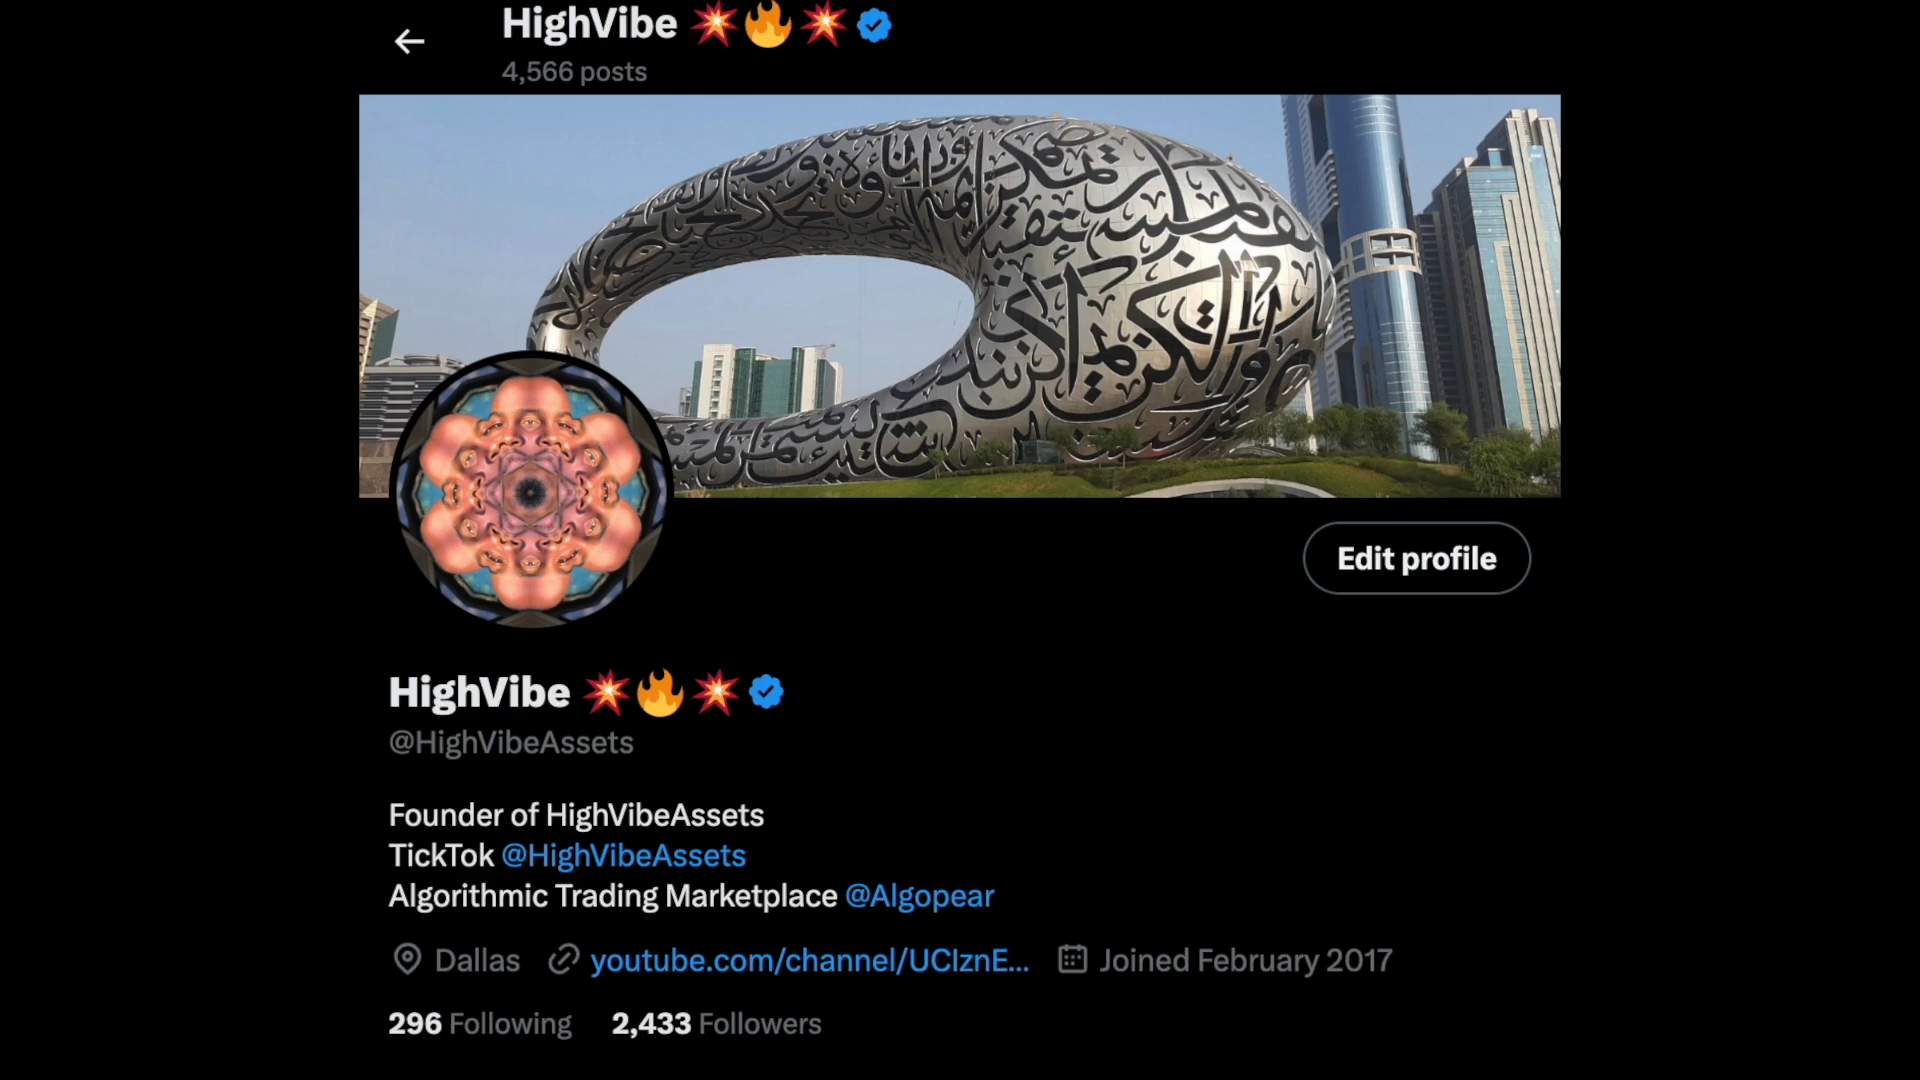 HighVibe 💥🔥💥
4,566 posts
Edit profile
HighVibe 💥🔥💥
@HighVibeAssets
Founder of HighVibeAssets
TickTok @HighVibeAssets
Algorithmic Trading Marketplace @Algopear
Dallas youtube.com/channel/UCIznE... Joined February 2017
296 Following 2,433 Followers